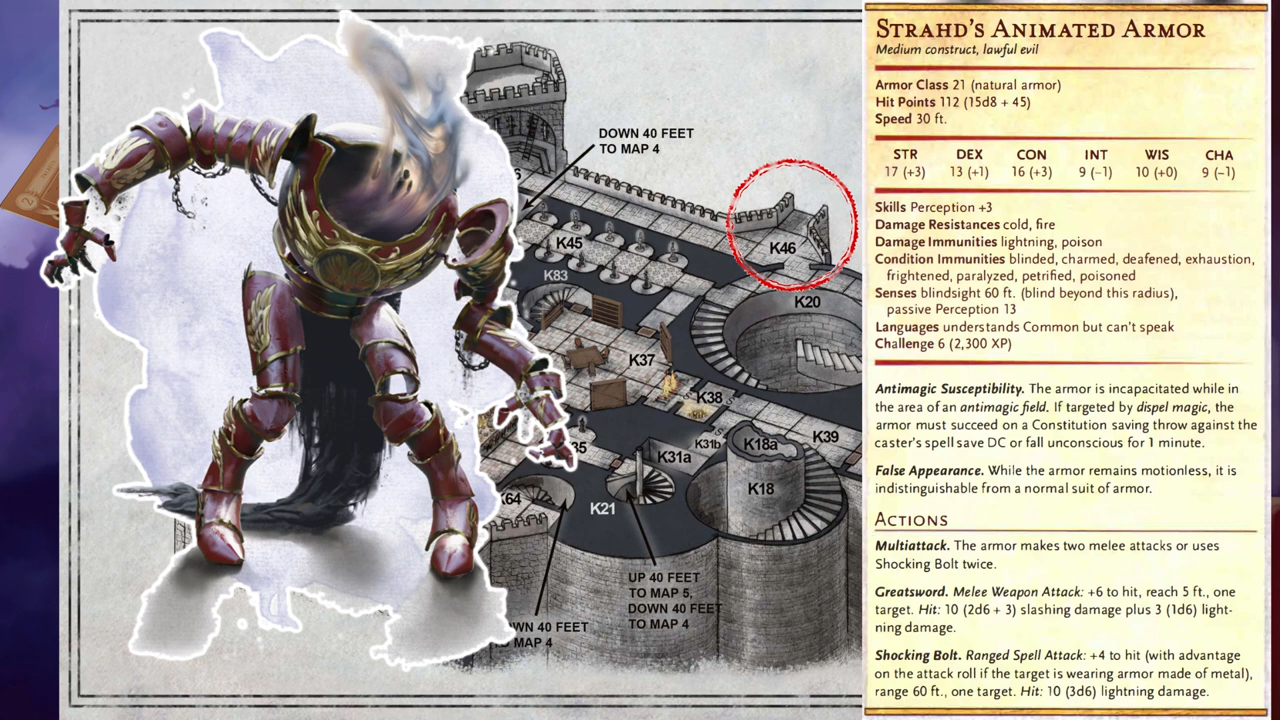 DOWN 40 FEET
TO MAP 4
K45
K46
K83
K20
K37
K38
K31b
K18a
K39
35
K31a
K18
K64
K21
UP 40 FEET
TO MAP 5,
DOWN 40 FEET
TO MAP 4
WN 40 FEET
MAP 4
2
Strahd's Animated Armor
Medium construct, lawful evil
Armor Class 21 (natural armor)
Hit Points 112 (15d8 + 45)
Speed 30 ft.
STR DEX CON INT WIS CHA
17 (+3) 13 (+1) 16 (+3) 9 (−1) 10 (+0) 9 (−1)
Skills Perception +3
Damage Resistances cold, fire
Damage Immunities lightning, poison
Condition Immunities blinded, charmed, deafened, exhaustion,
frightened, paralyzed, petrified, poisoned
Senses blindsight 60 ft. (blind beyond this radius),
passive Perception 13
Languages understands Common but can't speak
Challenge 6 (2,300 XP)
Antimagic Susceptibility. The armor is incapacitated while in
the area of an antimagic field. If targeted by dispel magic, the
armor must succeed on a Constitution saving throw against the
caster's spell save DC or fall unconscious for 1 minute.
False Appearance. While the armor remains motionless, it is
indistinguishable from a normal suit of armor.
Actions
Multiattack. The armor makes two melee attacks or uses
Shocking Bolt twice.
Greatsword. Melee Weapon Attack: +6 to hit, reach 5 ft., one
target. Hit: 10 (2d6 + 3) slashing damage plus 3 (1d6) light-
ning damage.
Shocking Bolt. Ranged Spell Attack: +4 to hit (with advantage
on the attack roll if the target is wearing armor made of metal),
range 60 ft., one target. Hit: 10 (3d6) lightning damage.